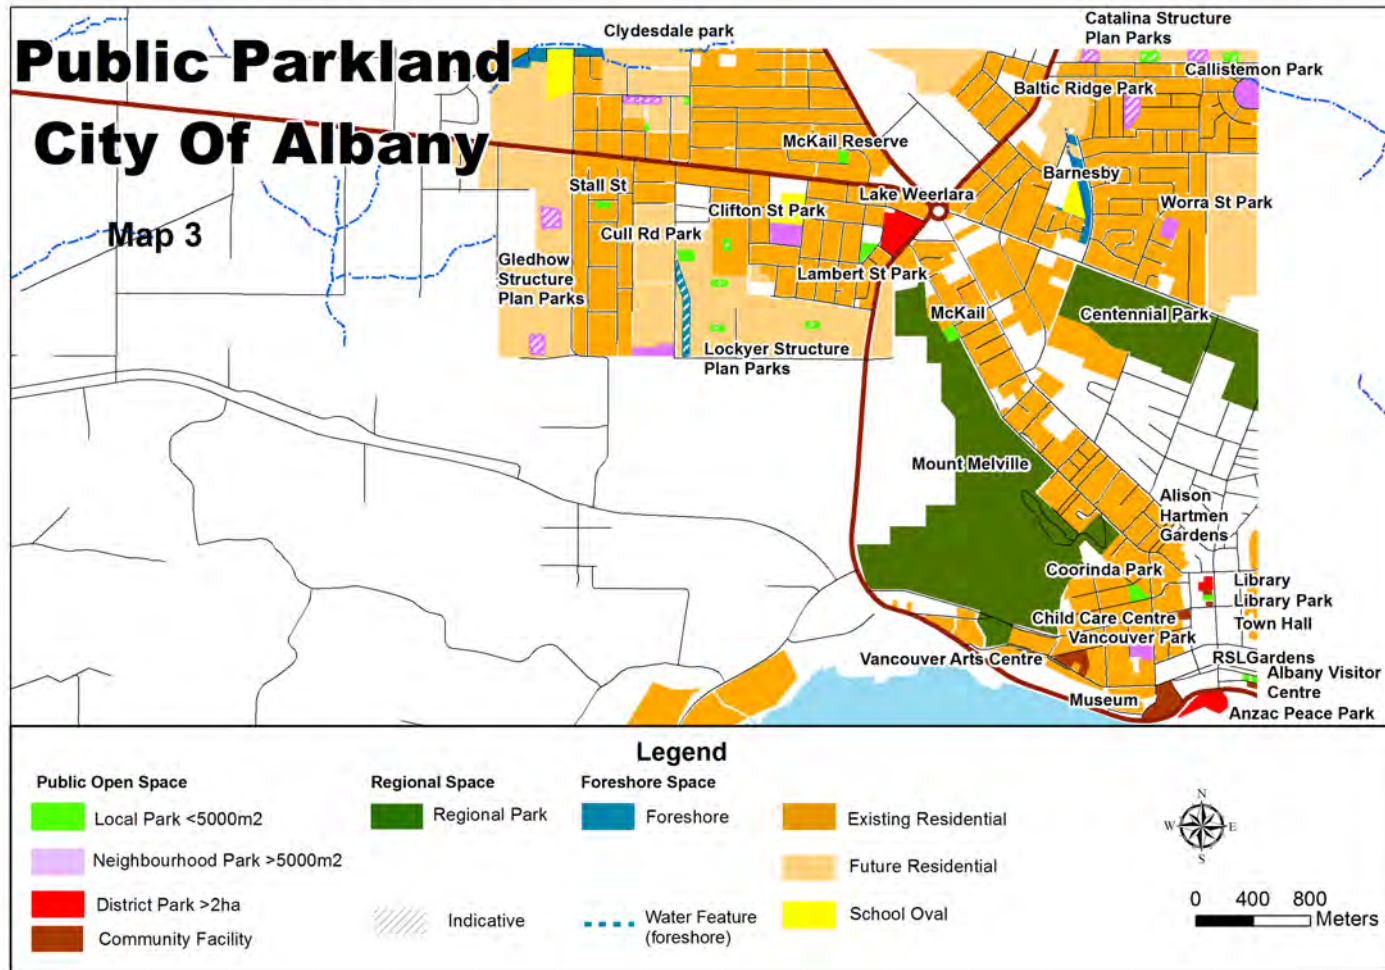 Public Parkland
City Of Albany
Map 3
Clydesdale park
Catalina Structure
Plan Parks
Callistemon Park
Baltic Ridge Park
McKail Reserve
Barnesby
Stall St
Lake Weerlara
Worra St Park
Clifton St Park
Cull Rd Park
Gledhow
Structure
Plan Parks
Lambert St Park
McKail
Centennial Park
Lockyer Structure
Plan Parks
Mount Melville
Alison
Hartmen
Gardens
Coorinda Park
Library
Library Park
Child Care Centre
Town Hall
Vancouver Park
Vancouver Arts Centre
RSLGardens
Albany Visitor
Centre
Museum
Anzac Peace Park
Legend
Public Open Space
Local Park <5000m2
Neighbourhood Park >5000m2
District Park >2ha
Community Facility
Regional Space
Regional Park
Indicative
Foreshore Space
Foreshore
Water Feature
(foreshore)
Existing Residential
Future Residential
School Oval
N
W E
S
0 400 800
Meters